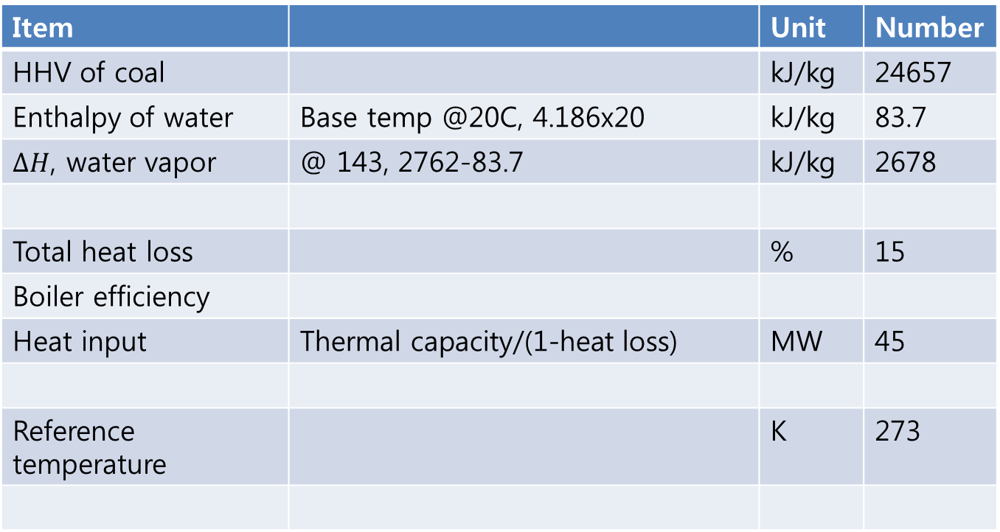 Item Unit Number
HHV of coal kJ/kg 24657
Enthalpy of water Base temp @20C, 4.186x20 kJ/kg 83.7
Δ𝐻, water vapor @ 143, 2762-83.7 kJ/kg 2678
Total heat loss % 15
Boiler efficiency
Heat input Thermal capacity/(1-heat loss) MW 45
Reference K 273
temperature